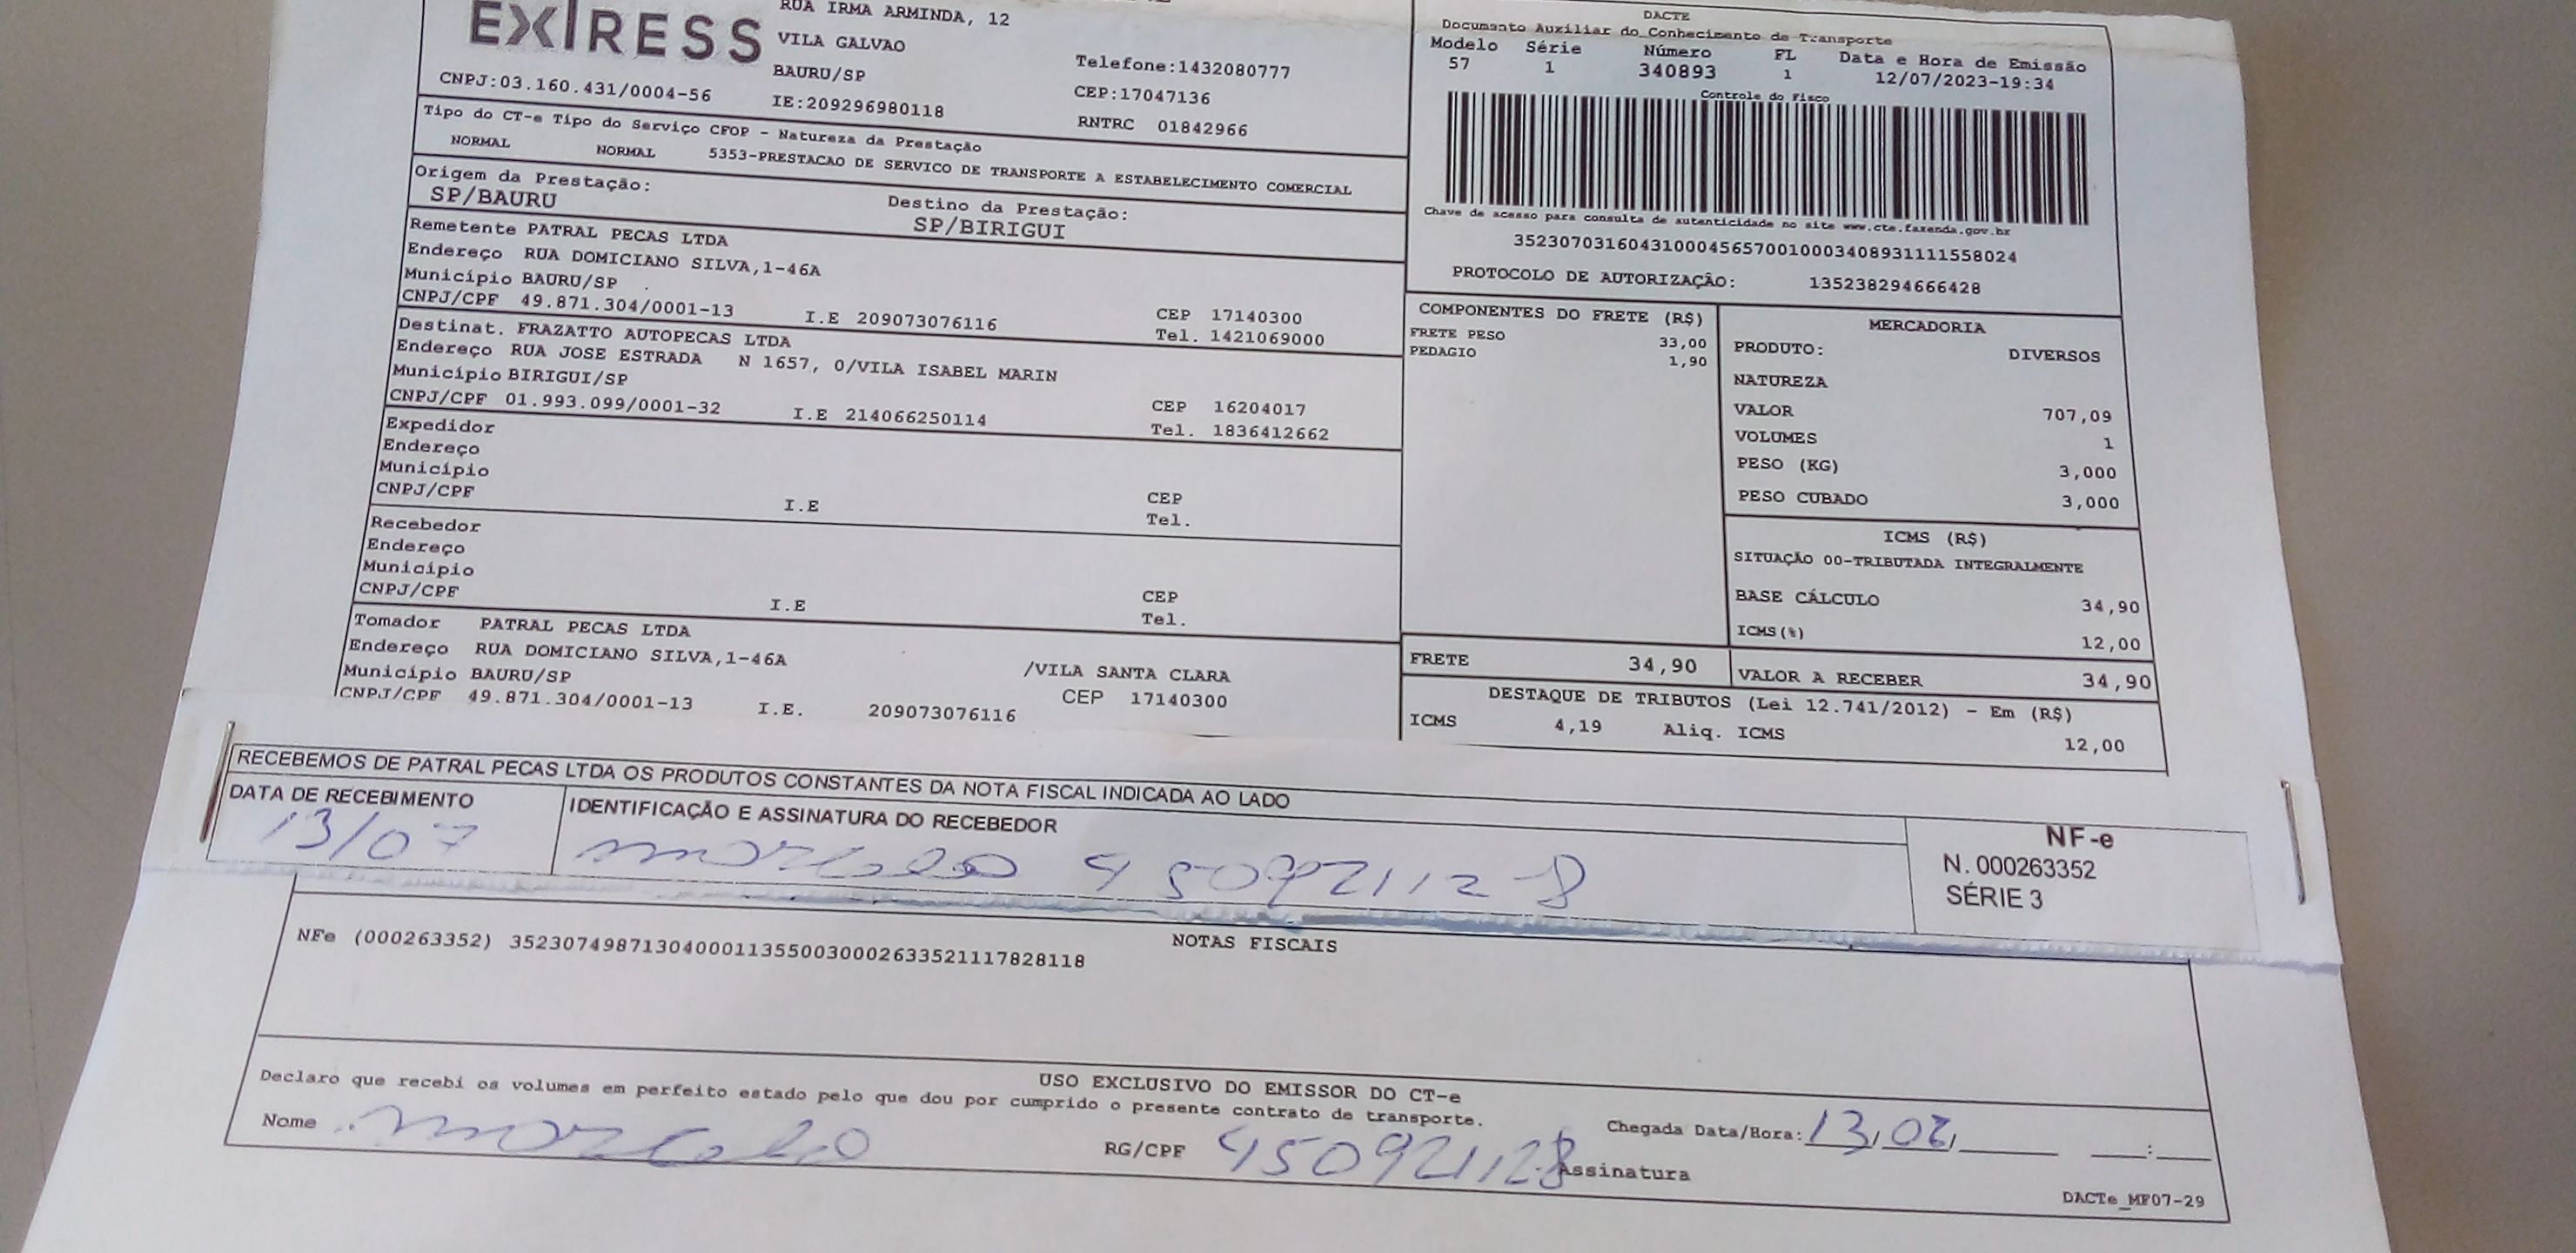 EXIRESS
RUA IRMA ARMINDA, 12
VILA GALVAO
BAURU/SP
Telefone:1432080777
CNPJ:03.160.431/0004-56
IE:209296980118
CEP:17047136
RNTRC 01842966
Tipo do CT-e Tipo do Serviço CFOP - Natureza da Prestação
NORMAL NORMAL 5353-PRESTACAO DE SERVICO DE TRANSPORTE A ESTABELECIMENTO COMERCIAL
Origem da Prestação:
SP/BAURU
Destino da Prestação:
SP/BIRIGUI
Remetente PATRAL PECAS LTDA
Endereço RUA DOMICIANO SILVA,1-46A
Município BAURU/SP
CNPJ/CPF 49.871.304/0001-13 I.E 209073076116
CEP 17140300
Tel. 1421069000
Destinat. FRAZATTO AUTOPECAS LTDA
Endereço RUA JOSE ESTRADA N 1657, 0/VILA ISABEL MARIN
Município BIRIGUI/SP
CNPJ/CPF 01.993.099/0001-32 I.E 214066250114
CEP 16204017
Tel. 1836412662
Expedidor
Endereço
Município
CNPJ/CPF I.E
CEP
Tel.
Recebedor
Endereço
Município
CNPJ/CPF I.E
CEP
Tel.
Tomador PATRAL PECAS LTDA
Endereço RUA DOMICIANO SILVA,1-46A /VILA SANTA CLARA
Município BAURU/SP CEP 17140300
CNPJ/CPF 49.871.304/0001-13 I.E. 209073076116
DACTE
Documento Auxiliar do Conhecimento de Transporte
Modelo Série Número FL Data e Hora de Emissão
57 1 340893 1 12/07/2023-19:34
Controle do Fisco
Chave de acesso para consulta de autenticidade no site www.cte.fazenda.gov.br
35230703160431000456570010003408931111558024
PROTOCOLO DE AUTORIZAÇÃO: 135238294666428
COMPONENTES DO FRETE (R$)
FRETE PESO 33,00
PEDAGIO 1,90
MERCADORIA
PRODUTO: DIVERSOS
NATUREZA
VALOR 707,09
VOLUMES 1
PESO (KG) 3,000
PESO CUBADO 3,000
ICMS (R$)
SITUAÇÃO 00-TRIBUTADA INTEGRALMENTE
BASE CÁLCULO 34,90
ICMS(%) 12,00
FRETE 34,90
VALOR A RECEBER 34,90
DESTAQUE DE TRIBUTOS (Lei 12.741/2012) - Em (R$)
ICMS 4,19 Aliq. ICMS 12,00
RECEBEMOS DE PATRAL PECAS LTDA OS PRODUTOS CONSTANTES DA NOTA FISCAL INDICADA AO LADO
DATA DE RECEBIMENTO
13/07
IDENTIFICAÇÃO E ASSINATURA DO RECEBEDOR
marcelo 450921128
NF-e
N. 000263352
SÉRIE 3
NOTAS FISCAIS
NFe (000263352) 35230749871304000113550030002633521117828118
USO EXCLUSIVO DO EMISSOR DO CT-e
Declaro que recebi os volumes em perfeito estado pelo que dou por cumprido o presente contrato de transporte.
Nome marcelo RG/CPF 450921128 Assinatura
Chegada Data/Hora: 13/07/ :
DACTe_MF07-29